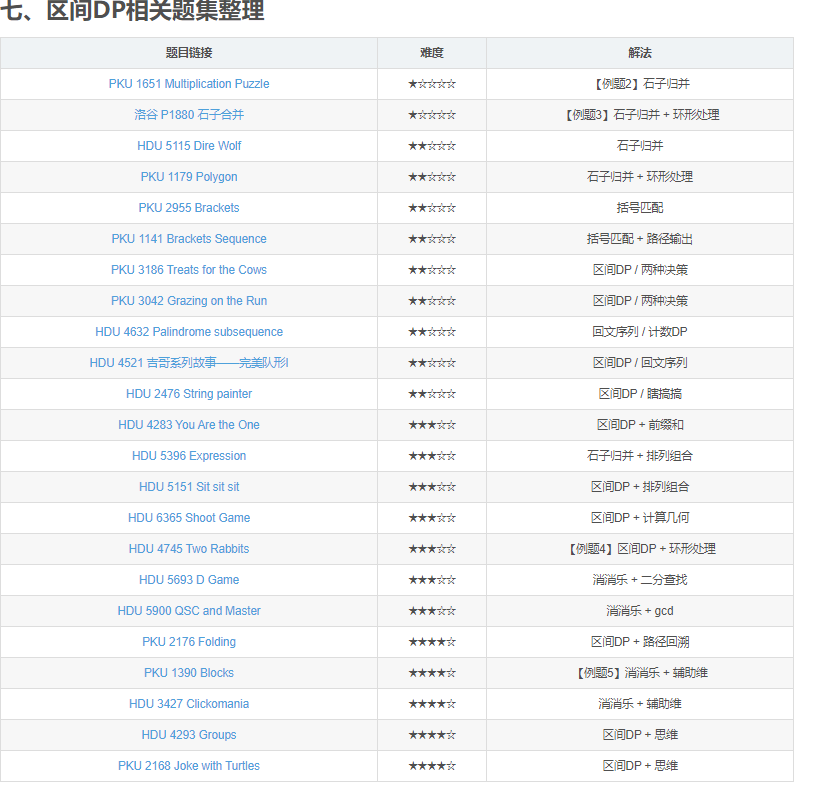 七、区间DP相关题集整理
题目链接 难度 解法
PKU 1651 Multiplication Puzzle ★☆☆☆☆ 【例题2】石子归并
洛谷 P1880 石子合并 ★☆☆☆☆ 【例题3】石子归并 + 环形处理
HDU 5115 Dire Wolf ★★☆☆☆ 石子归并
PKU 1179 Polygon ★★☆☆☆ 石子归并 + 环形处理
PKU 2955 Brackets ★★☆☆☆ 括号匹配
PKU 1141 Brackets Sequence ★★☆☆☆ 括号匹配 + 路径输出
PKU 3186 Treats for the Cows ★★☆☆☆ 区间DP / 两种决策
PKU 3042 Grazing on the Run ★★☆☆☆ 区间DP / 两种决策
HDU 4632 Palindrome subsequence ★★☆☆☆ 回文序列 / 计数DP
HDU 4521 吉哥系列故事——完美队形I ★★☆☆☆ 区间DP / 回文序列
HDU 2476 String painter ★★☆☆☆ 区间DP / 瞎搞搞
HDU 4283 You Are the One ★★★☆☆ 区间DP + 前缀和
HDU 5396 Expression ★★★☆☆ 石子归并 + 排列组合
HDU 5151 Sit sit sit ★★★☆☆ 区间DP + 排列组合
HDU 6365 Shoot Game ★★★☆☆ 区间DP + 计算几何
HDU 4745 Two Rabbits ★★★☆☆ 【例题4】区间DP + 环形处理
HDU 5693 D Game ★★★☆☆ 消消乐 + 二分查找
HDU 5900 QSC and Master ★★★☆☆ 消消乐 + gcd
PKU 2176 Folding ★★★★☆ 区间DP + 路径回溯
PKU 1390 Blocks ★★★★☆ 【例题5】消消乐 + 辅助维
HDU 3427 Clickomania ★★★★☆ 消消乐 + 辅助维
HDU 4293 Groups ★★★★☆ 区间DP + 思维
PKU 2168 Joke with Turtles ★★★★☆ 区间DP + 思维